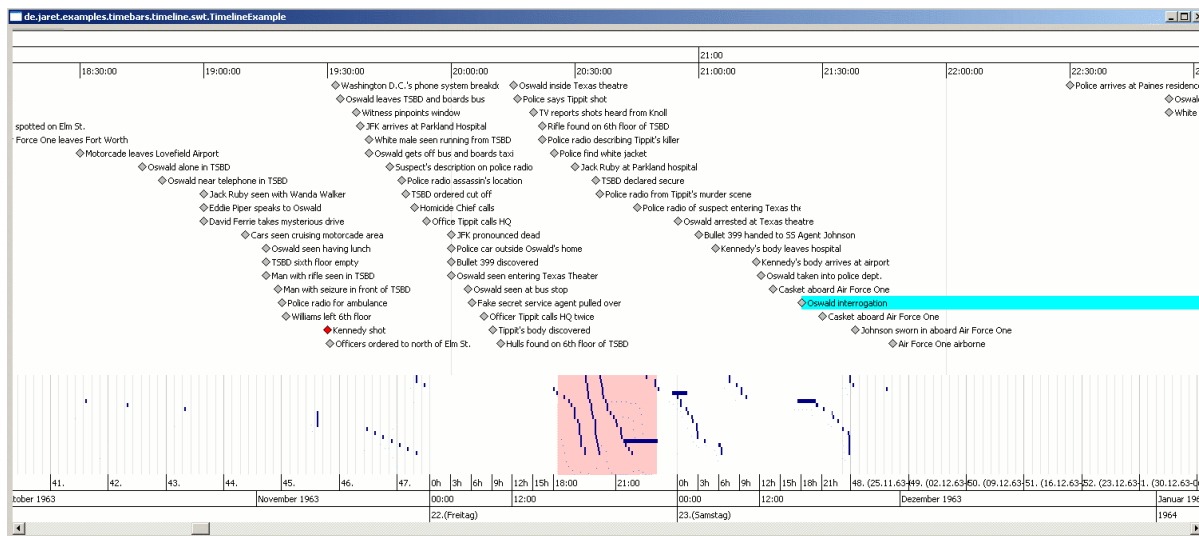 de.jaret.examples.timebars.timeline.swt.TimelineExample
21:00
18:30:00 19:00:00 19:30:00 20:00:00 20:30:00 21:00:00 21:30:00 22:00:00 22:30:00
Washington D.C.'s phone system breakdo Oswald inside Texas theatre Police arrives at Paines residence
Oswald leaves TSBD and boards bus Police says Tippit shot Oswald
Witness pinpoints window TV reports shots heard from Knoll White
spotted on Elm St. JFK arrives at Parkland Hospital Rifle found on 6th floor of TSBD
Force One leaves Fort Worth White male seen running from TSBD Police radio describing Tippit's killer
Motorcade leaves Lovefield Airport Oswald gets off bus and boards taxi Police find white jacket
Oswald alone in TSBD Suspect's description on police radio Jack Ruby at Parkland hospital
Oswald near telephone in TSBD Police radio assassin's location TSBD declared secure
Jack Ruby seen with Wanda Walker TSBD ordered cut off Police radio from Tippit's murder scene
Eddie Piper speaks to Oswald Homicide Chief calls Police radio of suspect entering Texas the
David Ferrie takes mysterious drive Office Tippit calls HQ Oswald arrested at Texas theatre
Cars seen cruising motorcade area JFK pronounced dead Bullet 399 handed to SS Agent Johnson
Oswald seen having lunch Police car outside Oswald's home Kennedy's body leaves hospital
TSBD sixth floor empty Bullet 399 discovered Kennedy's body arrives at airport
Man with rifle seen in TSBD Oswald seen entering Texas Theater Oswald taken into police dept.
Man with seizure in front of TSBD Oswald seen at bus stop Casket aboard Air Force One
Police radio for ambulance Fake secret service agent pulled over Oswald interrogation
Williams left 6th floor Officer Tippit calls HQ twice Casket aboard Air Force One
Kennedy shot Tippit's body discovered Johnson sworn in aboard Air Force One
Officers ordered to north of Elm St. Hulls found on 6th floor of TSBD Air Force One airborne
41. 42. 43. 44. 45. 46. 47. 0h 3h 6h 9h 12h 15h 18:00 21:00 0h 3h 6h 9h 12h 15h 18h 21h 48. (25.11.63- 49. (02.12.63- 50. (09.12.63- 51. (16.12.63- 52. (23.12.63- 1. (30.12.63-0
tober 1963 November 1963 00:00 12:00 00:00 12:00 Dezember 1963 Januar 196
22.(Freitag) 23.(Samstag) 1964